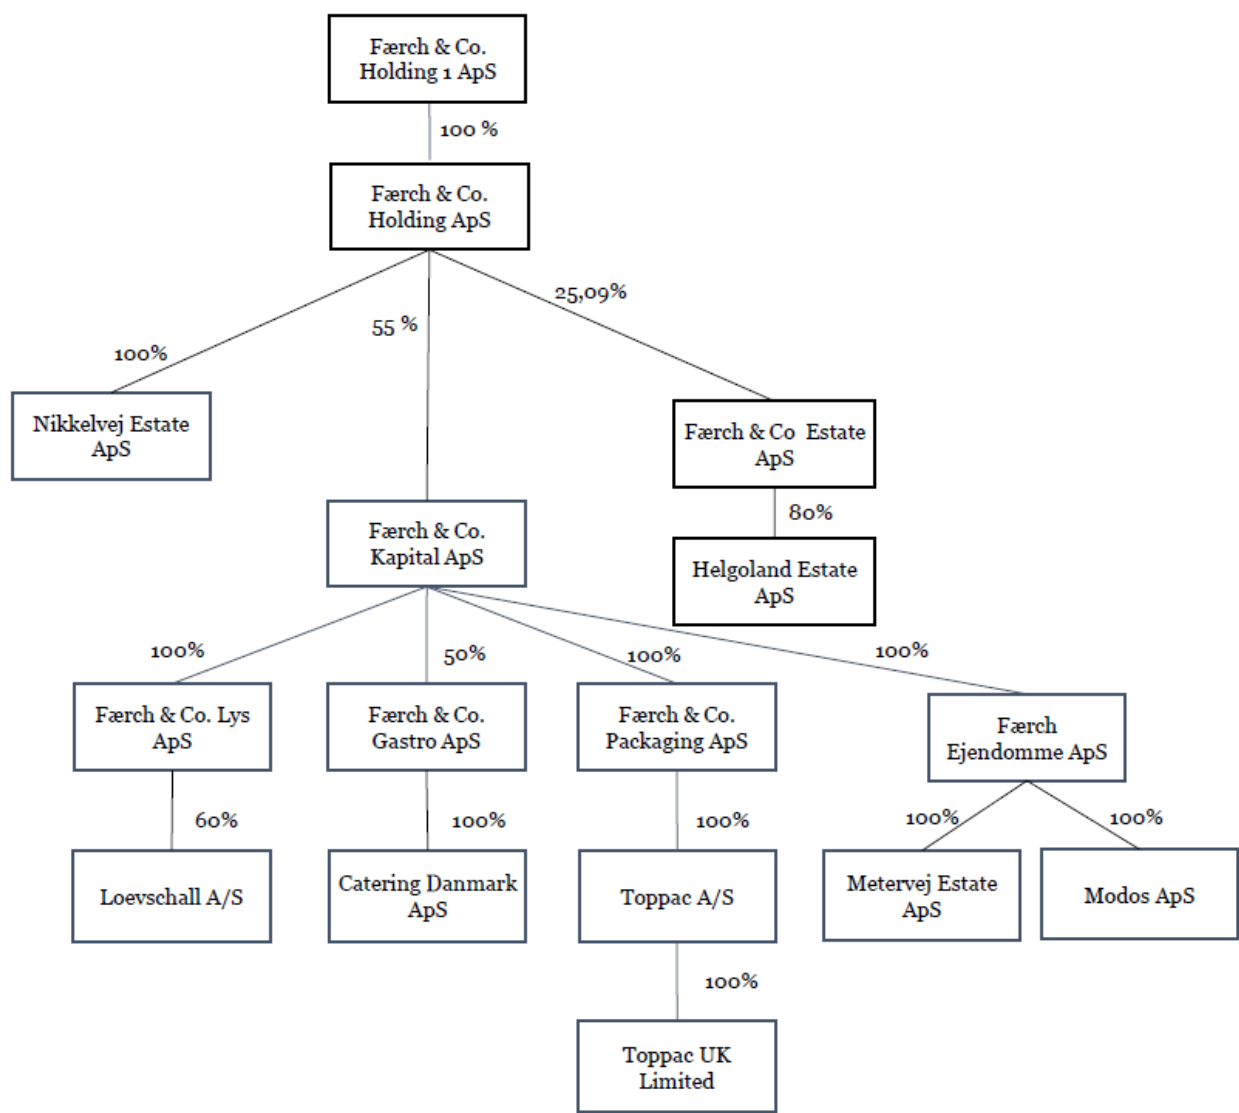 Færch & Co.
Holding 1 ApS
100 %
Færch & Co.
Holding ApS
25,09%
55 %
100%
Nikkelvej Estate
ApS
Færch & Co  Estate
ApS
80%
Færch & Co.
Kapital ApS
Helgoland Estate
ApS
100%
50%
100%
100%
Færch & Co. Lys
ApS
Færch & Co.
Gastro ApS
Færch & Co.
Packaging ApS
Færch
Ejendomme ApS
60%
100%
100%
100%
100%
Loevschall A/S
Catering Danmark
ApS
Toppac A/S
Metervej Estate
ApS
Modos ApS
100%
Toppac UK
Limited